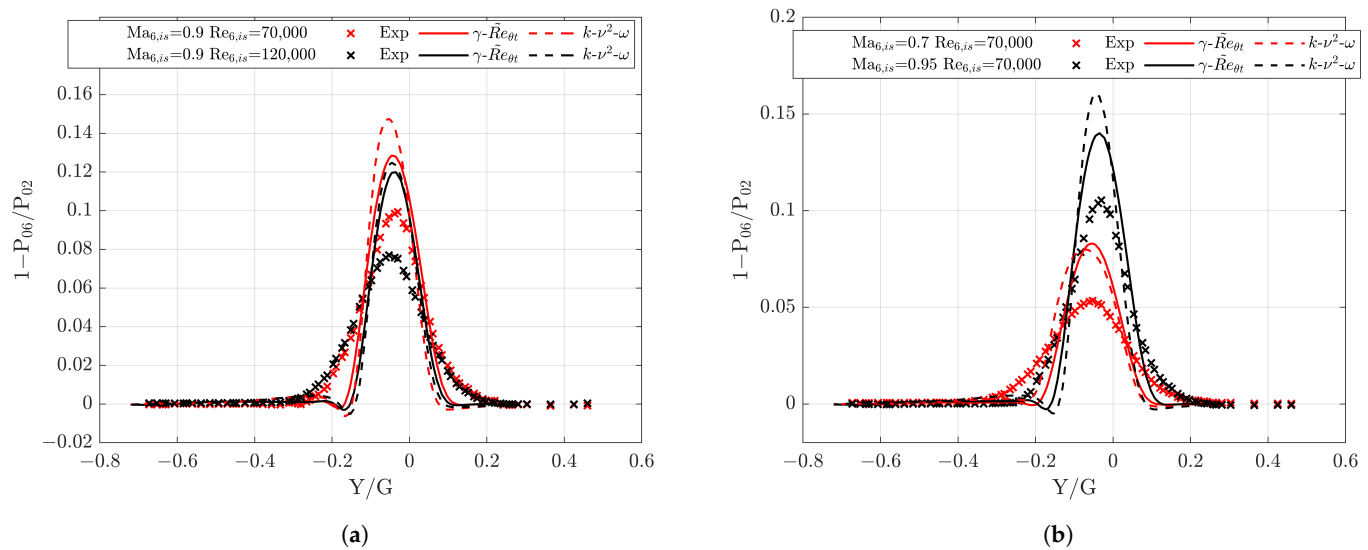 Ma6,is=0.9 Re6,is=70,000 × Exp γ-R̃eθt k-ν²-ω
Ma6,is=0.9 Re6,is=120,000 × Exp γ-R̃eθt k-ν²-ω
0.16
0.14
0.12
0.1
0.08
0.06
0.04
0.02
0
−0.02
1−P06/P02
−0.8 −0.6 −0.4 −0.2 0 0.2 0.4 0.6
Y/G
(a)
0.2
Ma6,is=0.7 Re6,is=70,000 × Exp γ-R̃eθt k-ν²-ω
Ma6,is=0.95 Re6,is=70,000 × Exp γ-R̃eθt k-ν²-ω
0.15
0.1
0.05
0
1−P06/P02
−0.8 −0.6 −0.4 −0.2 0 0.2 0.4 0.6
Y/G
(b)